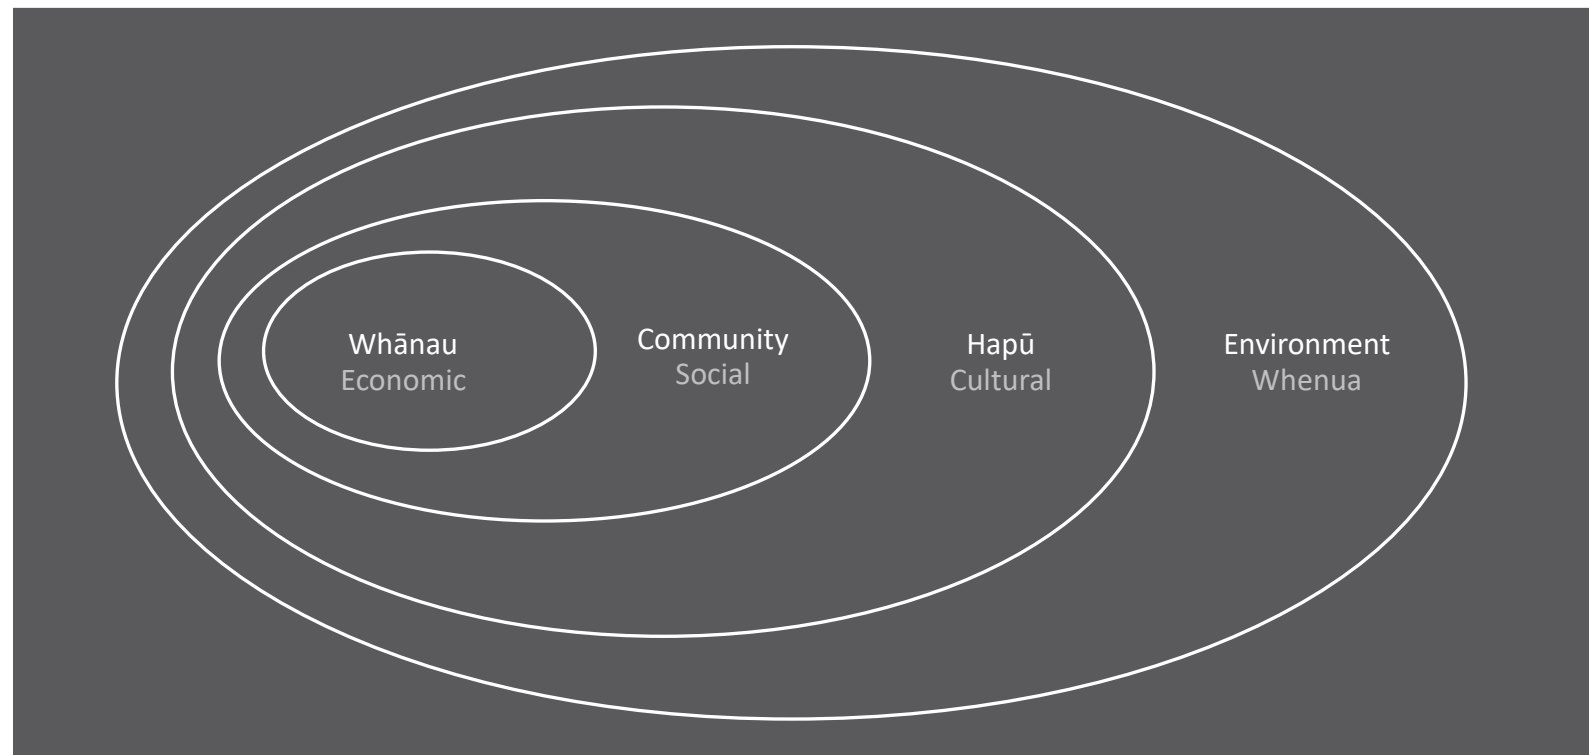 Whānau
Economic
Community
Social
Hapū
Cultural
Environment
Whenua